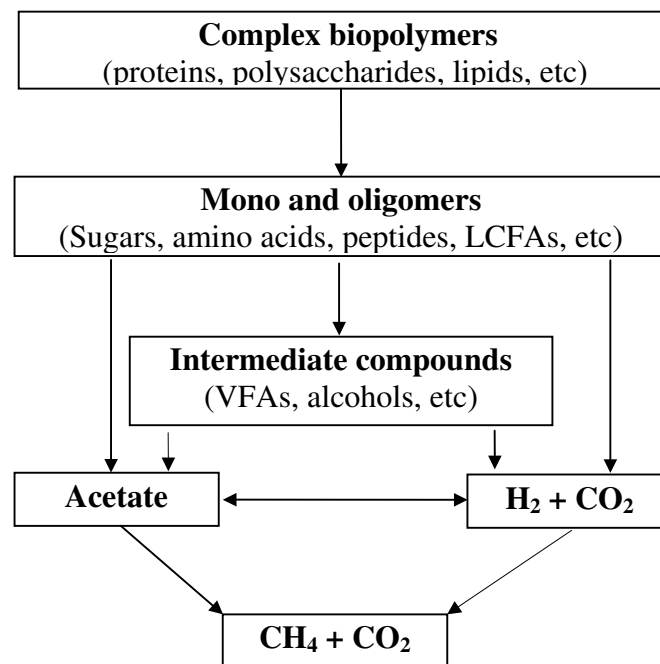 Complex biopolymers
(proteins, polysaccharides, lipids, etc)
Mono and oligomers
(Sugars, amino acids, peptides, LCFAs, etc)
Intermediate compounds
(VFAs, alcohols, etc)
Acetate
H₂ + CO₂
CH₄ + CO₂